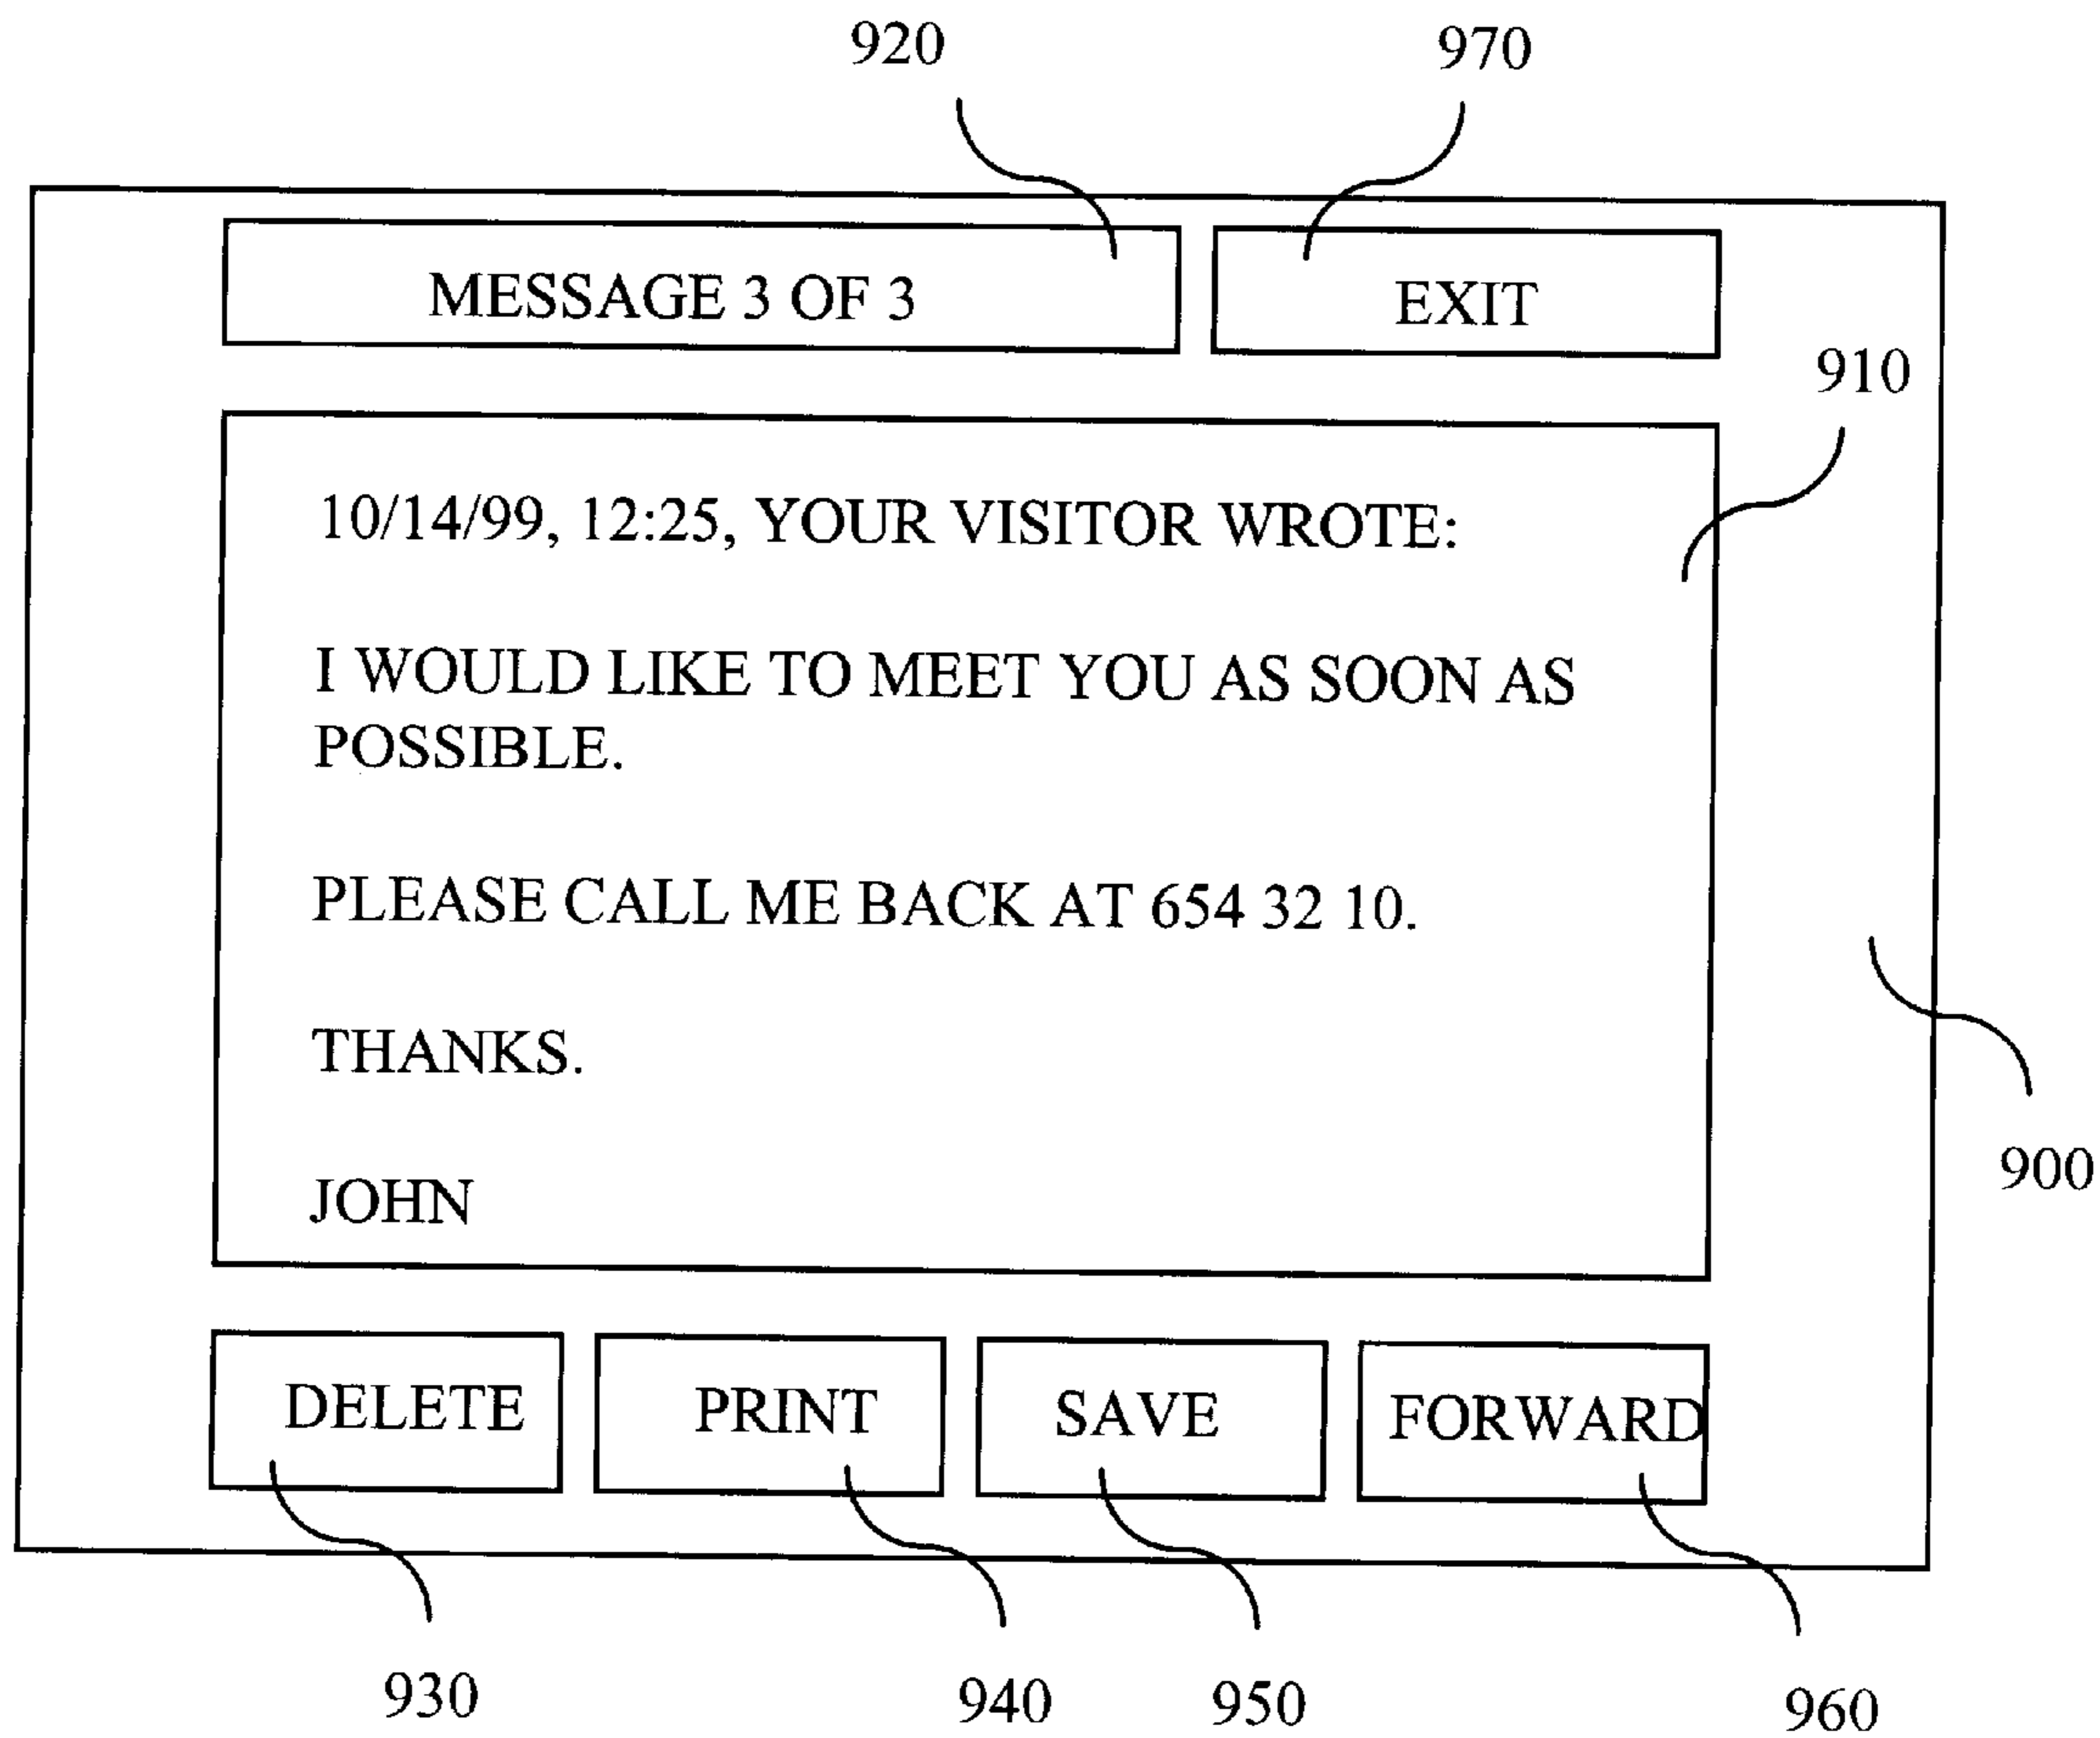 920 970
MESSAGE 3 OF 3
EXIT
910
10/14/99, 12:25, YOUR VISITOR WROTE:
I WOULD LIKE TO MEET YOU AS SOON AS
POSSIBLE.
PLEASE CALL ME BACK AT 654 32 10.
THANKS.
900
JOHN
DELETE
PRINT
SAVE
FORWARD
930 940 950 960